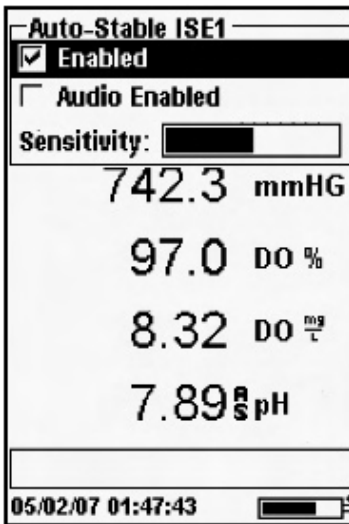 Auto-Stable ISE1
Enabled
Audio Enabled
Sensitivity:
742.3 mmHG
97.0 DO %
8.32 DO mg/L
7.89 AS pH
05/02/07 01:47:43